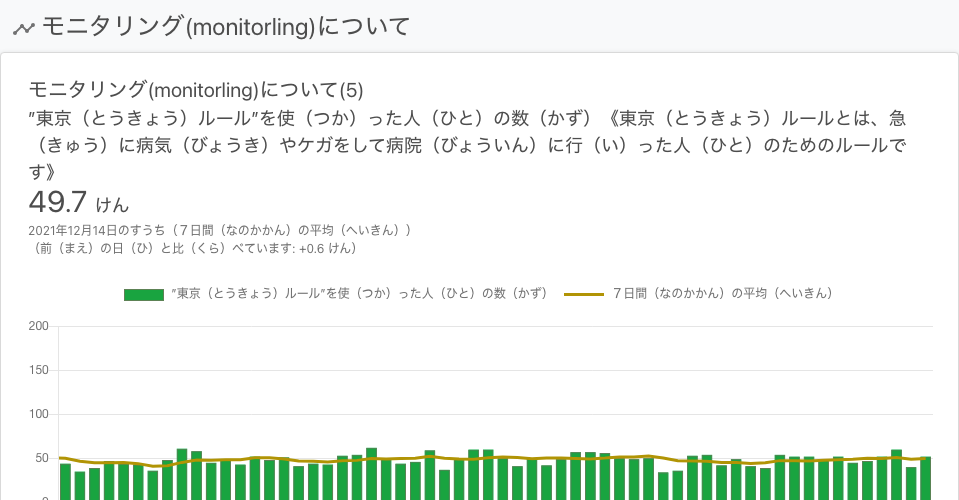 モニタリング(monitorling)について
モニタリング(monitorling)について(5)
”東京（とうきょう）ルール”を使（つか）った人（ひと）の数（かず）《東京（とうきょう）ルールとは、急
（きゅう）に病気（びょうき）やケガをして病院（びょういん）に行（い）った人（ひと）のためのルールで
す》
49.7 けん
2021年12月14日のすうち（７日間（なのかかん）の平均（へいきん））
（前（まえ）の日（ひ）と比（くら）べています: +0.6 けん）
”東京（とうきょう）ルール”を使（つか）った人（ひと）の数（かず） ７日間（なのかかん）の平均（へいきん）
200
150
100
50
0